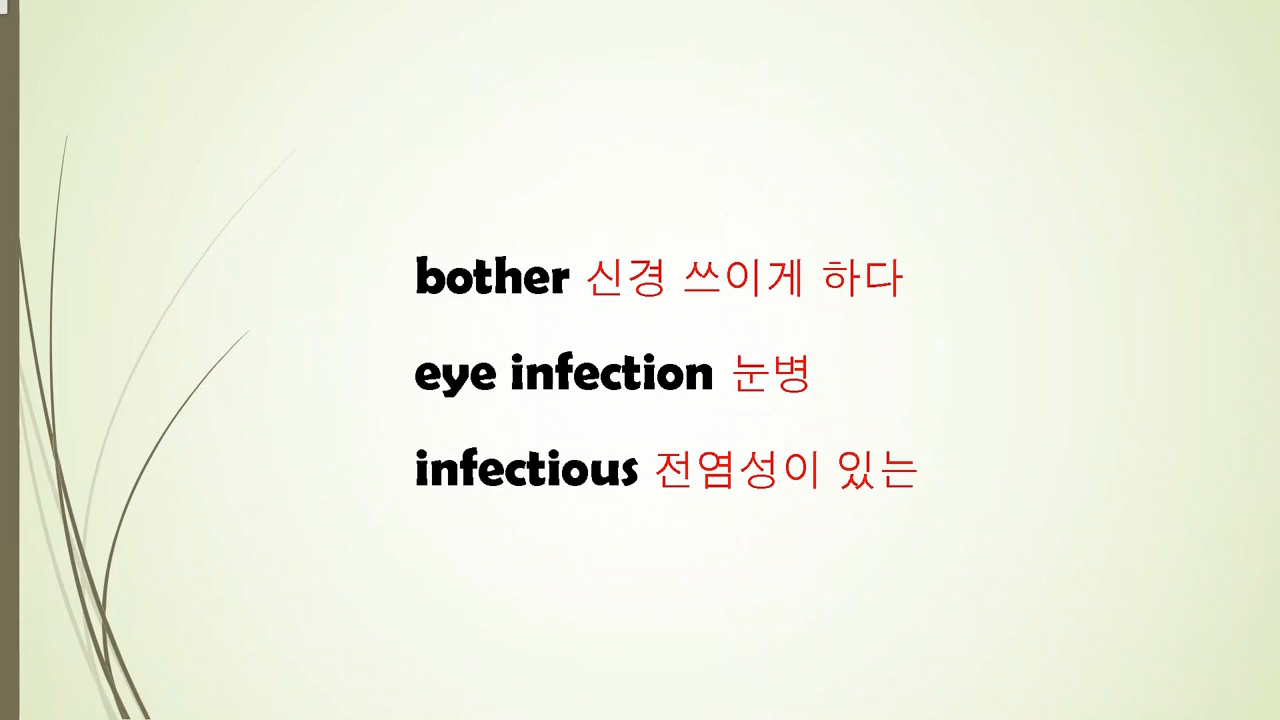 bother 신경 쓰이게 하다
eye infection 눈병
infectious 전염성이 있는